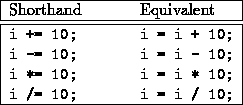 Shorthand Equivalent
i += 10; i = i + 10;
i -= 10; i = i - 10;
i *= 10; i = i * 10;
i /= 10; i = i / 10;